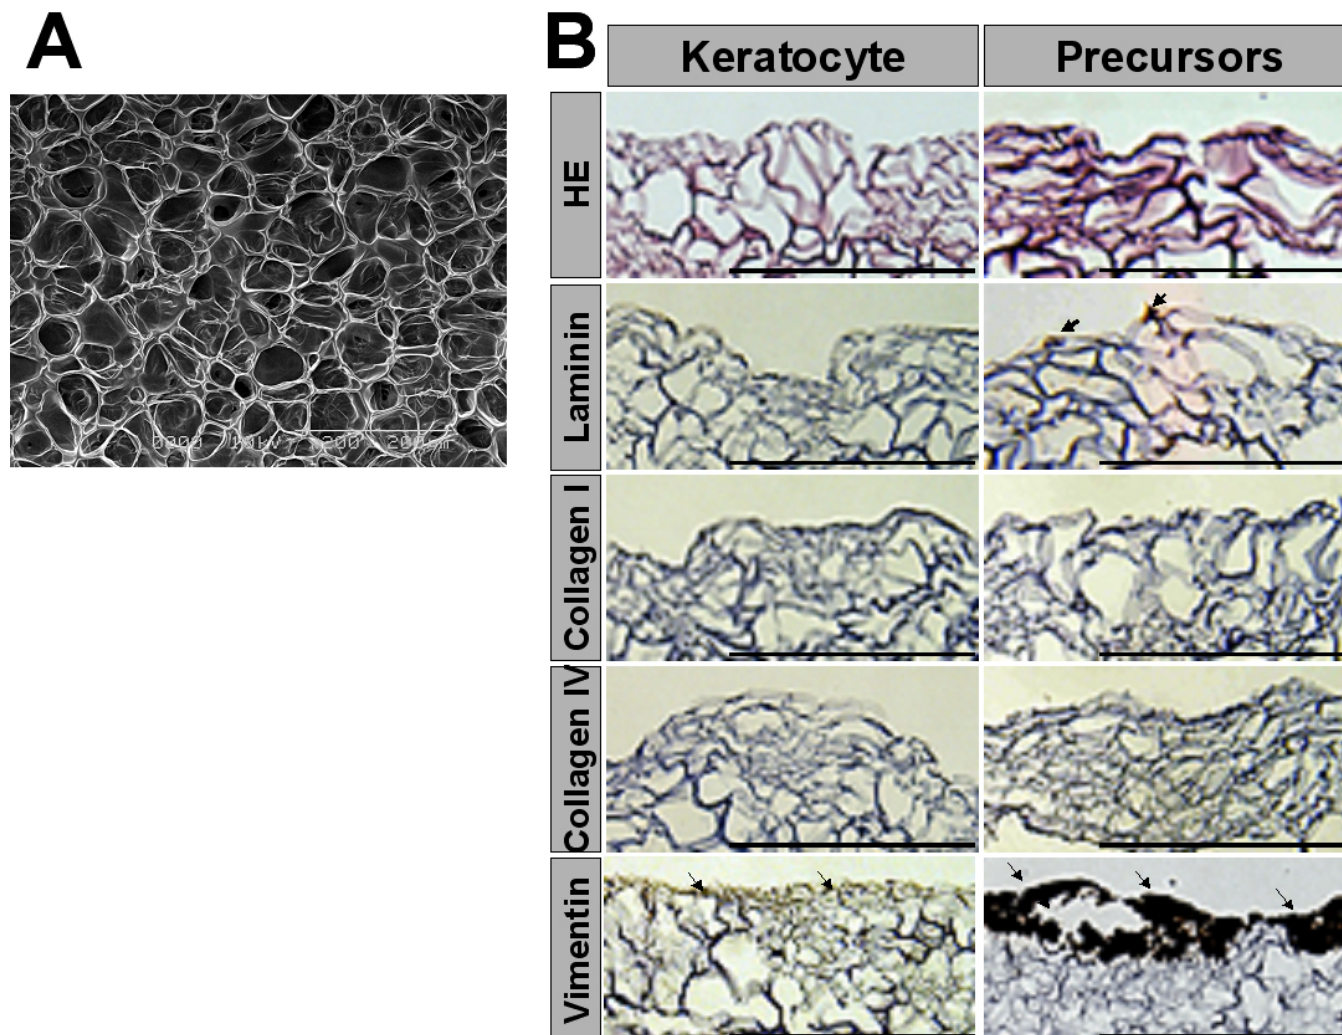 A
B
Keratocyte
Precursors
HE
Laminin
Collagen I
Collagen IV
Vimentin